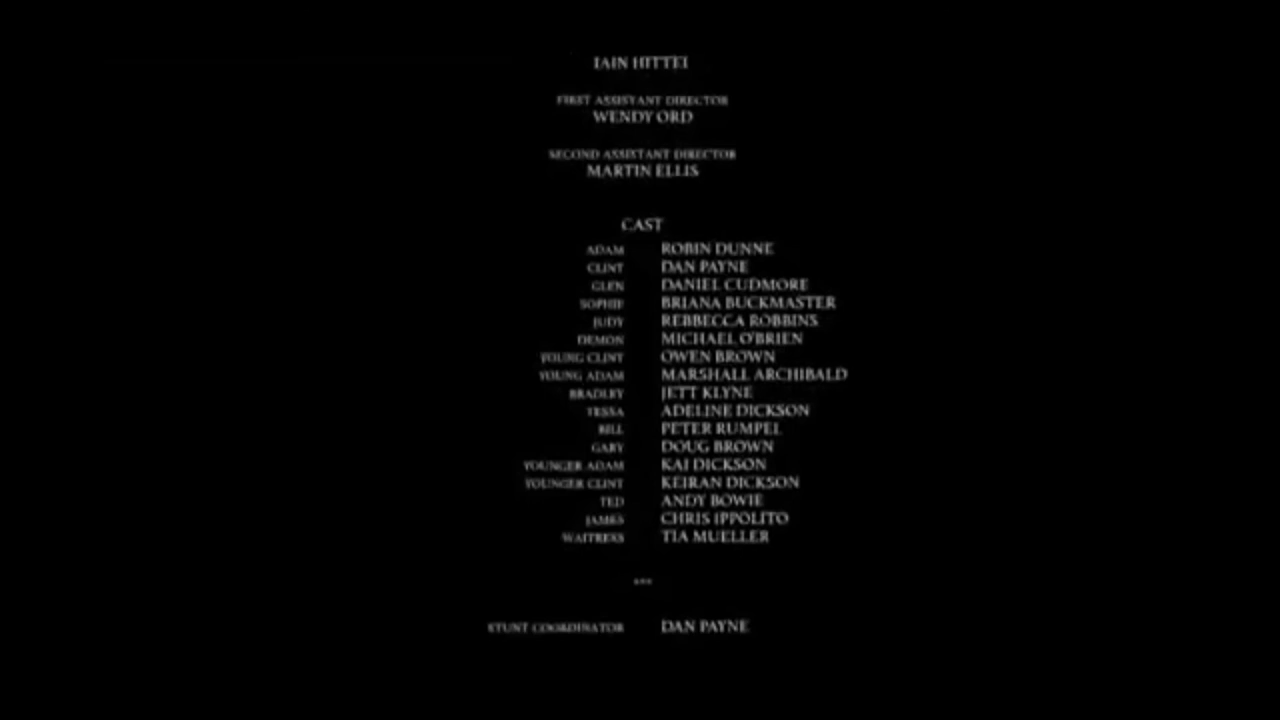 IAIN HITTEI
FIRST ASSISTANT DIRECTOR
WENDY ORD
SECOND ASSISTANT DIRECTOR
MARTIN ELLIS
CAST
ADAM ROBIN DUNNE
CLINT DAN PAYNE
GLEN DANIEL CUDMORE
SOPHIE BRIANA BUCKMASTER
JUDY REBBECCA ROBBINS
DEMON MICHAEL O'BRIEN
YOUNG CLINT OWEN BROWN
YOUNG ADAM MARSHALL ARCHIBALD
BRADLEY JETT KLYNE
TESSA ADELINE DICKSON
BILL PETER RUMPEL
GARY DOUG BROWN
YOUNGER ADAM KAI DICKSON
YOUNGER CLINT KEIRAN DICKSON
TED ANDY BOWIE
JAMES CHRIS IPPOLITO
WAITRESS TIA MUELLER
***
STUNT COORDINATOR DAN PAYNE